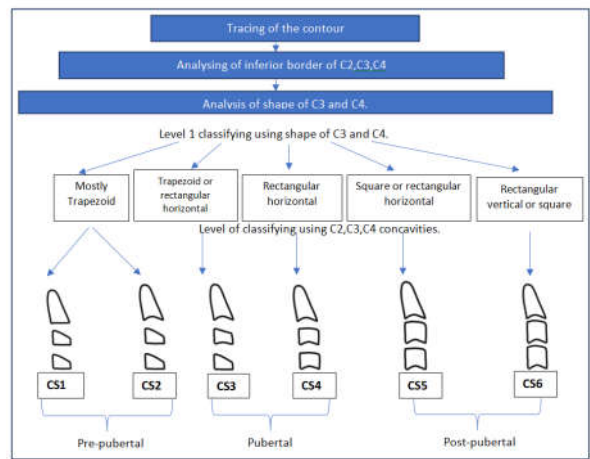 Tracing of the contour
Analysing of inferior border of C2,C3,C4
Analysis of shape of C3 and C4.
Level 1 classifying using shape of C3 and C4.
Mostly
Trapezoid
Trapezoid or
rectangular
horizontal
Rectangular
horizontal
Square or rectangular
horizontal
Rectangular
vertical or square
Level of classifying using C2,C3,C4 concavities.
CS1
CS2
CS3
CS4
CS5
CS6
Pre-pubertal
Pubertal
Post-pubertal